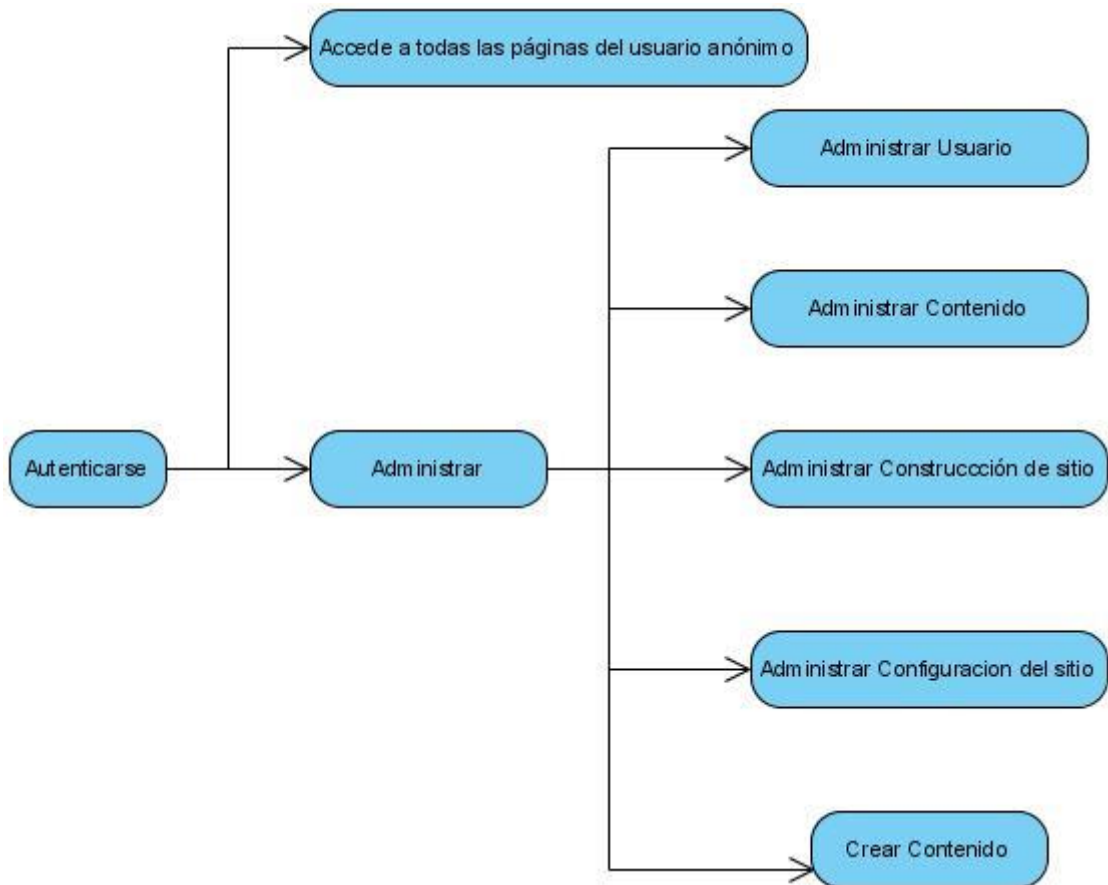 Accede a todas las páginas del usuario anónimo
Administrar Usuario
Administrar Contenido
Autenticarse
Administrar
Administrar Construccción de sitio
Administrar Configuracion del sitio
Crear Contenido